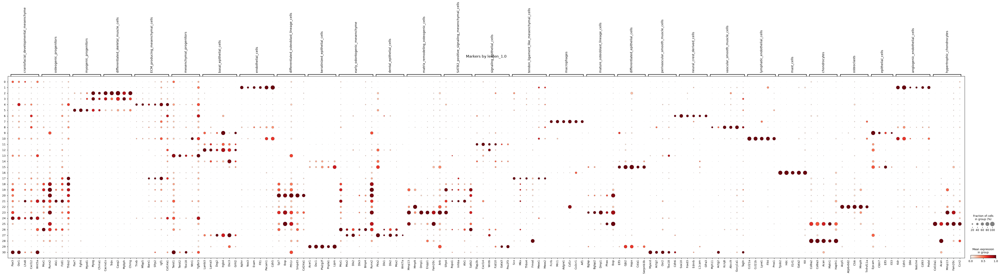 craniofacial_developmental_mesenchyme
osteogenic_progenitors
myogenic_progenitors
differentiated_skeletal_muscle_cells
ECM_producing_mesenchymal_cells
mesenchymal_progenitors
basal_epithelial_cells
endothelial_cells
differentiated_osteoblast_lineage_cells
keratinized_epithelial_cells
early_odontogenic_mesenchyme
dental_epithelial_cells
matrix_remodeling_osteogenic_cells
SATB2_positive_signaling_mesenchymal_cells
signaling_epithelial_cells
tendon_ligament_like_mesenchymal_cells
macrophages
mature_osteoblast_lineage_cells
differentiated_epithelial_cells
perivascular_smooth_muscle_cells
neural_crest_derived_cells
vascular_smooth_muscle_cells
lymphatic_endothelial_cells
mast_cells
chondrocytes
osteoclasts
epithelial_cells
angiogenic_endothelial_cells
hypertrophic_chondrocytes
Markers by leiden_1.0
0
1
2
3
4
5
6
7
8
9
10
11
12
13
14
15
16
17
18
19
20
21
22
23
24
25
26
27
28
29
30
Pax3
Osr1
Lhx8
Cxcl12
Wnt5a
Msx1
Runx2
Alx1
Fzd1
Thbs2
Pax7
Fgfr4
Myod1
Myog
Chrna1
Cacna1s
Trdn
Casq2
Mybph
Chrng
Tnxb
Mfap5
Barx1
Sfrp2
Igf1
Col14a1
Twist1
Twist2
Tbx18
Ntn1
Tgfbr3
Lamb3
Lama3
Dsg2
Itgb4
Dsc3
Grhl2
Aplnr
Nos3
Esam
Flt1
Pecam1
Cdh5
Sp7
Ibsp
Pth1r
Smpd3
Col24a1
Acer1
Dsc1
Pla2g2f
Pnpla1
Lipm
Msx1
Msx2
Dlx2
Dlx3
Bmp4
Runx2
Pitx2
Dlx1
Dlx2
Msx2
Wnt7a
Mmp13
Mmp9
Dmp1
Enpp1
Fam20c
Ank
Sfrp4
Rspo1
Inhba
Alx1
Satb2
Tfap2b
Cxcl14
Wnt6
Fzd10
Gata3
Pou2f3
Scx
Mkx
Thbs4
Fmod
Meox1
Meox2
Fcrls
Mrc1
Adgre1
Csf1r
Cx3cr1
Aif1
Bglap
Bglap2
Dmp1
Phex
Ibsp
Elf3
Gjb2
Hopx
Csta1
Serpinb3b
Myocd
Actg2
Osr2
Tbx18
Cdh6
Sox10
Foxd3
Ednrb
L1cam
Gfra3
Myh11
Actg2
Kcnj8
Abcc9
Gucy1a1
Tagln
Ccl21a
Ccl21b
Lyve1
Flt4
Prox1
Tpsb2
Hdc
Il1rl1
Gata2
Kit
Col9a2
Col9a3
Acan
Matn1
Hapln1
Acp5
Atp6v0d2
Ctsk
Mmp9
Tnfrsf11a
Epcam
Cldn7
Elf3
Il33
Kdr
Cdh5
Dll4
Notch4
Cd93
Podxl
Col10a1
Acan
Mmp13
Fam20c
Ccn2
Fraction of cells
in group (%)
20 40 60 80 100
Mean expression
in group
0.0 0.5 1.0